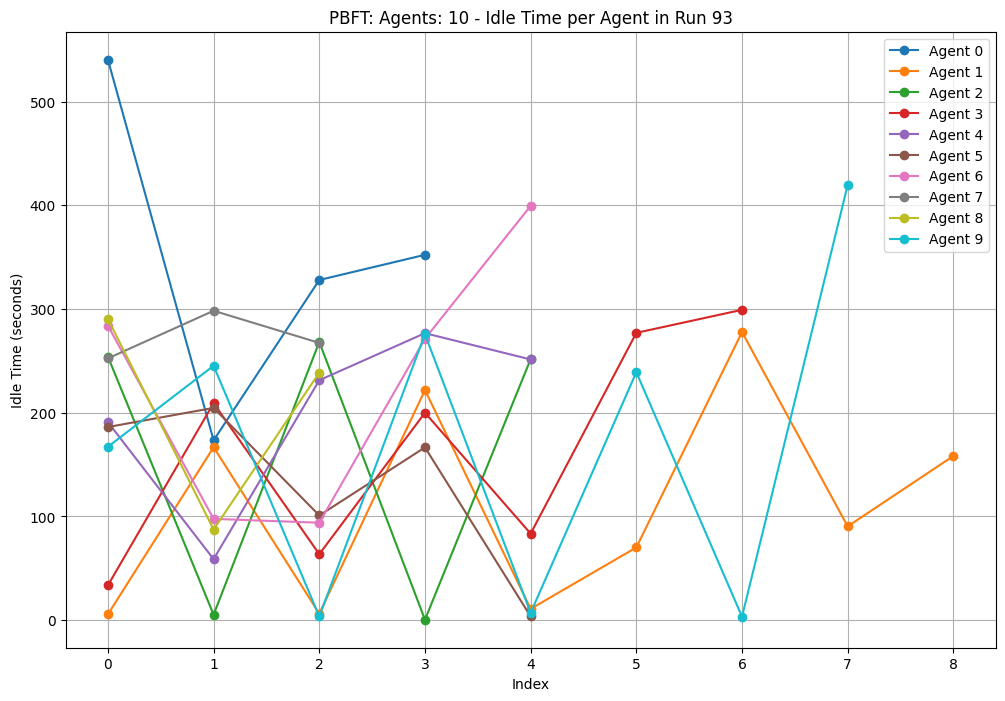 PBFT: Agents: 10 - Idle Time per Agent in Run 93
Idle Time (seconds)
500
400
300
200
100
0
0 1 2 3 4 5 6 7 8
Index
Agent 0
Agent 1
Agent 2
Agent 3
Agent 4
Agent 5
Agent 6
Agent 7
Agent 8
Agent 9